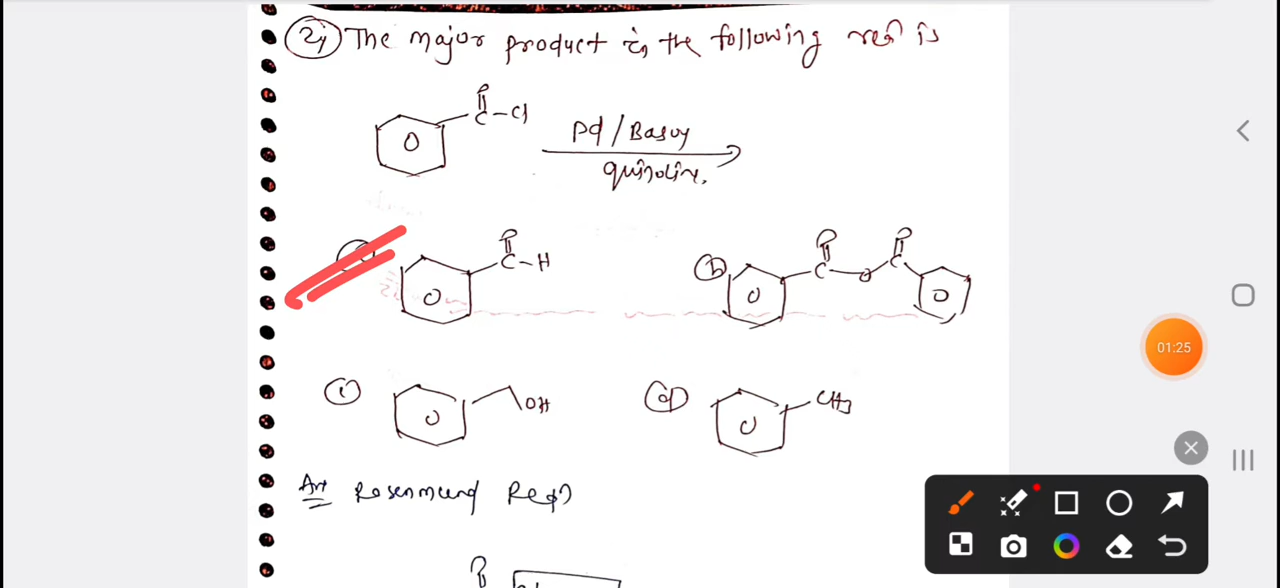 2) The major product in the following rexn is
O
C-Cl
Pd/BaSO4
quinoline.
O
C-H
(b)
O
C
O
O
C
(c)
OH
(d)
CH3
01:25
Ans Rosenmund Reqn